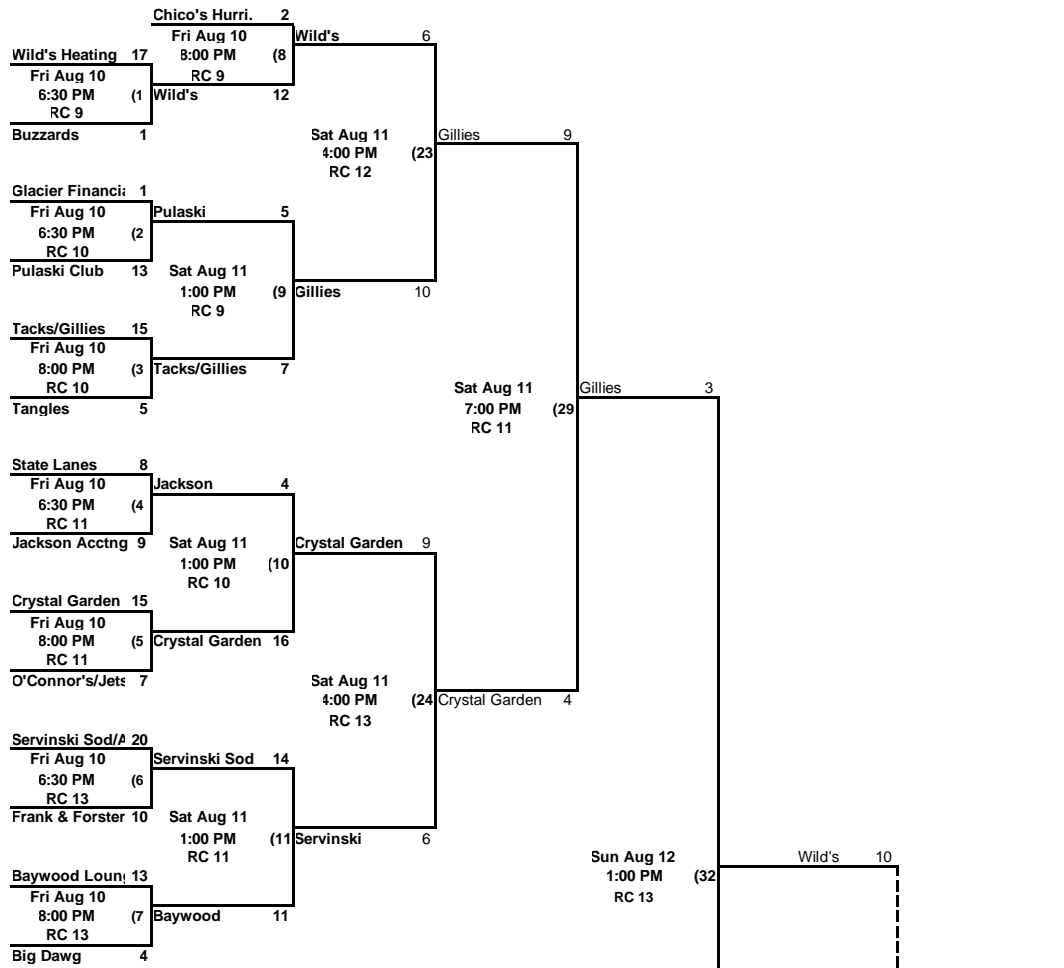 Chico's Hurri. 2
Fri Aug 10
8:00 PM (8
RC 9
Wild's 6
Wild's Heating 17
Fri Aug 10
6:30 PM (1
RC 9
Wild's 12
Buzzards 1
Sat Aug 11
4:00 PM (23
RC 12
Gillies 9
Glacier Financia 1
Fri Aug 10
6:30 PM (2
RC 10
Pulaski 5
Pulaski Club 13
Sat Aug 11
1:00 PM (9
RC 9
Gillies 10
Tacks/Gillies 15
Fri Aug 10
8:00 PM (3
RC 10
Tacks/Gillies 7
Tangles 5
Sat Aug 11
7:00 PM (29
RC 11
Gillies 3
State Lanes 8
Fri Aug 10
6:30 PM (4
RC 11
Jackson 4
Jackson Acctng 9
Sat Aug 11
1:00 PM (10
RC 10
Crystal Garden 9
Crystal Garden 15
Fri Aug 10
8:00 PM (5
RC 11
Crystal Garden 16
O'Connor's/Jets 7
Sat Aug 11
4:00 PM (24
RC 13
Crystal Garden 4
Servinski Sod/A 20
Fri Aug 10
6:30 PM (6
RC 13
Servinski Sod 14
Frank & Forster 10
Sat Aug 11
1:00 PM (11
RC 11
Servinski 6
Baywood Loung 13
Fri Aug 10
8:00 PM (7
RC 13
Baywood 11
Big Dawg 4
Sun Aug 12
1:00 PM (32
RC 13
Wild's 10